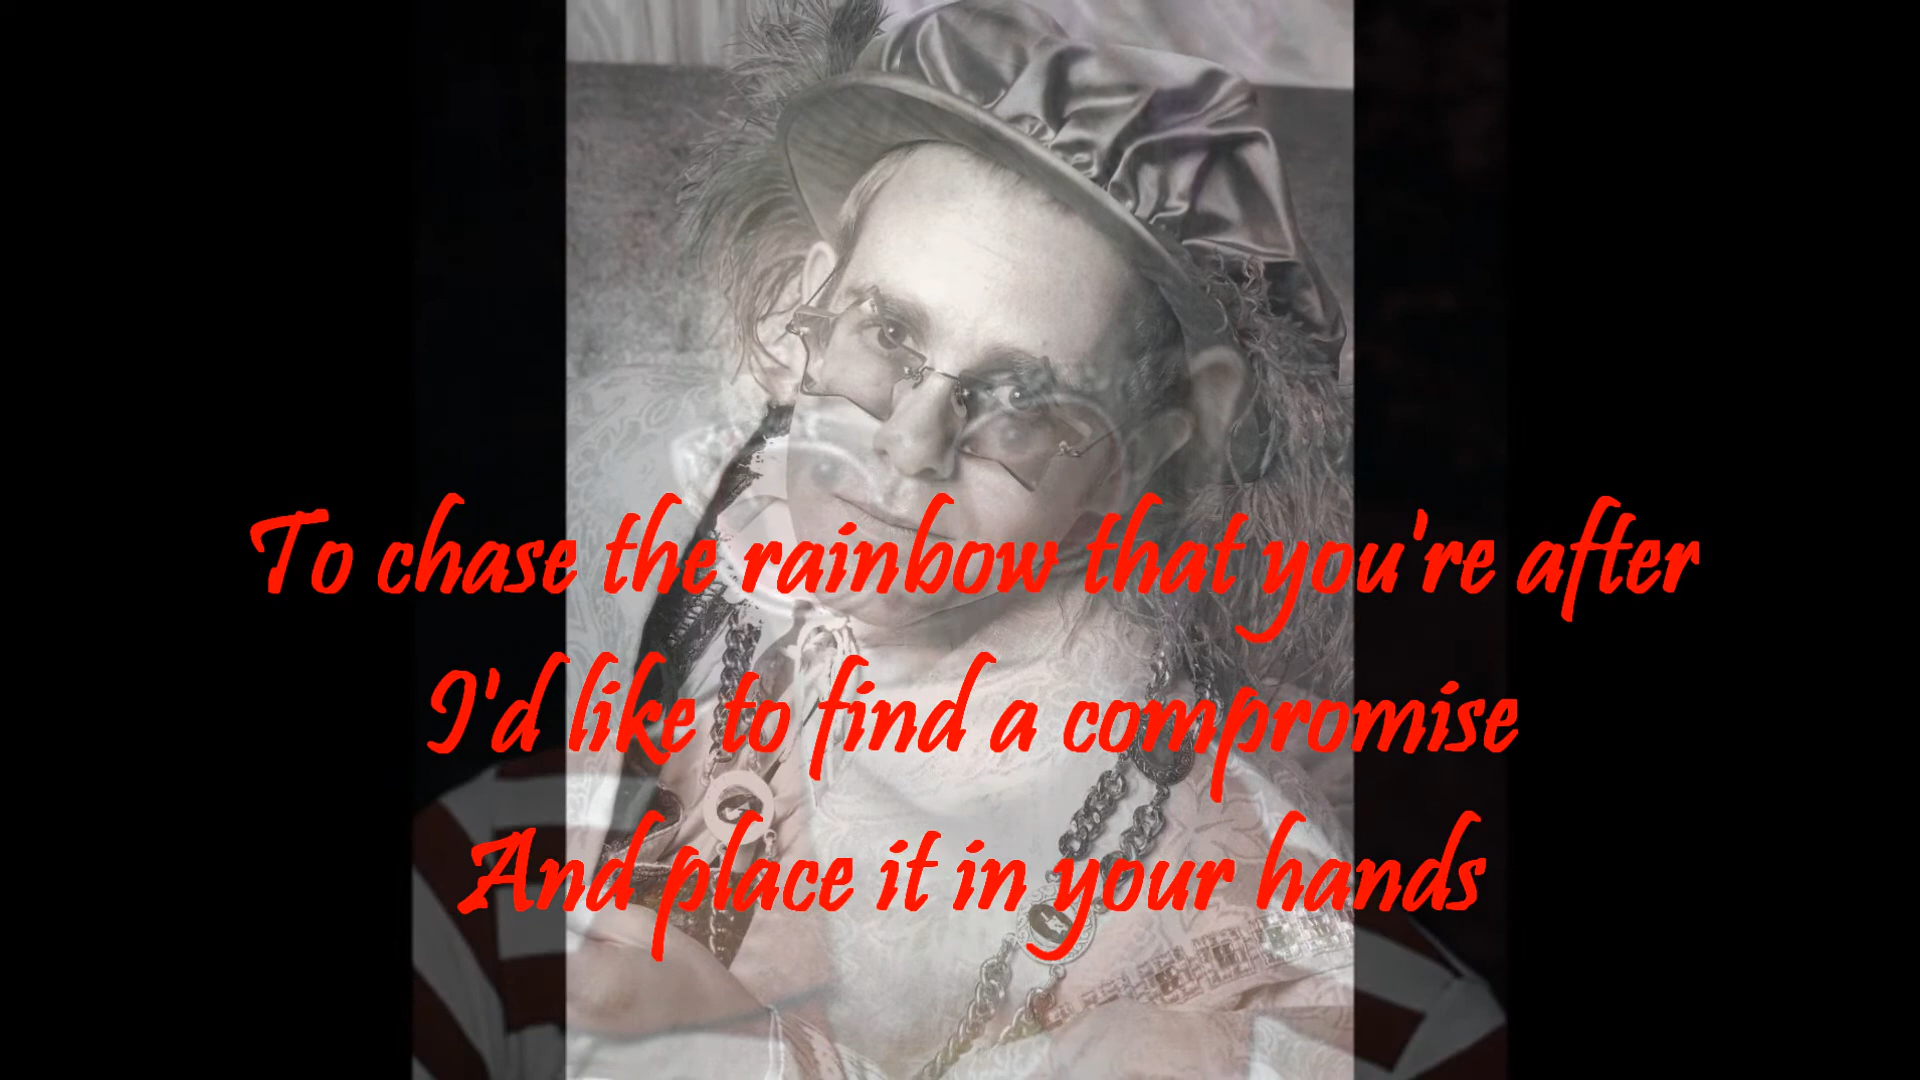 To chase the rainbow that you're after
I'd like to find a compromise
And place it in your hands